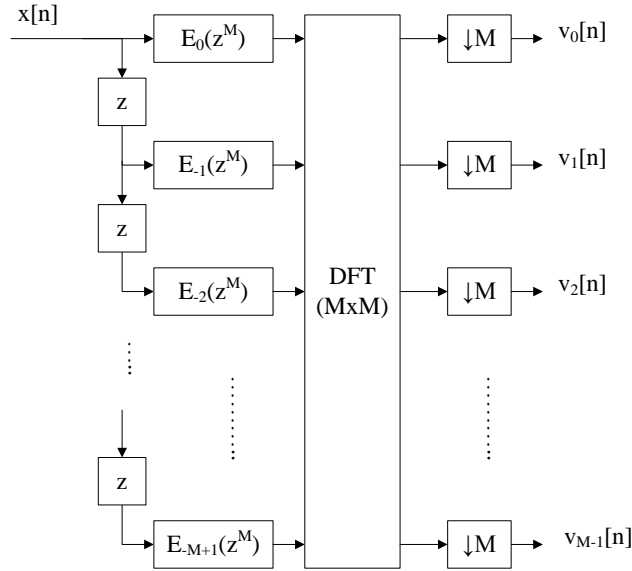 x[n]
E₀(zᴹ)
↓M
v₀[n]
z
E₋₁(zᴹ)
↓M
v₁[n]
z
E₋₂(zᴹ)
DFT
(MxM)
↓M
v₂[n]
z
E₋M+1(zᴹ)
↓M
vM-1[n]